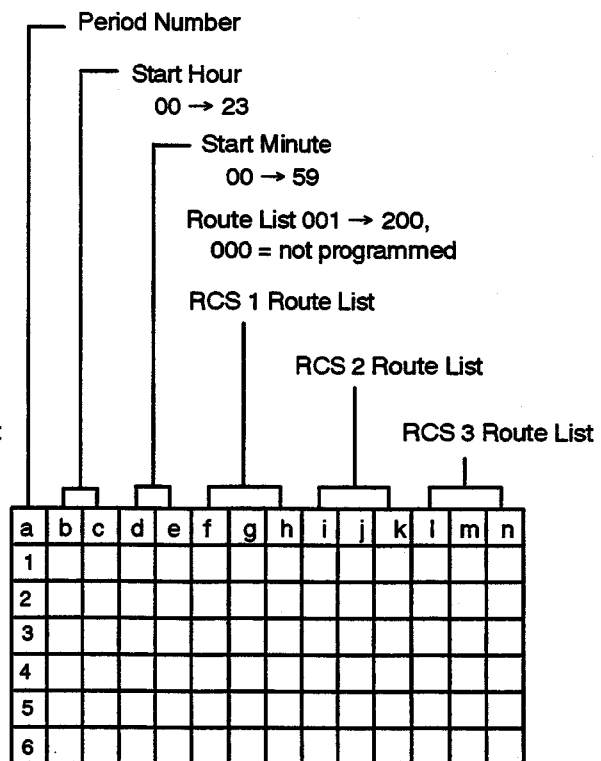 Period Number
Start Hour
00 → 23
Start Minute
00 → 59
Route List 001 → 200,
000 = not programmed
RCS 1 Route List
RCS 2 Route List
RCS 3 Route List
a b c d e f g h i j k l m n
1
2
3
4
5
6